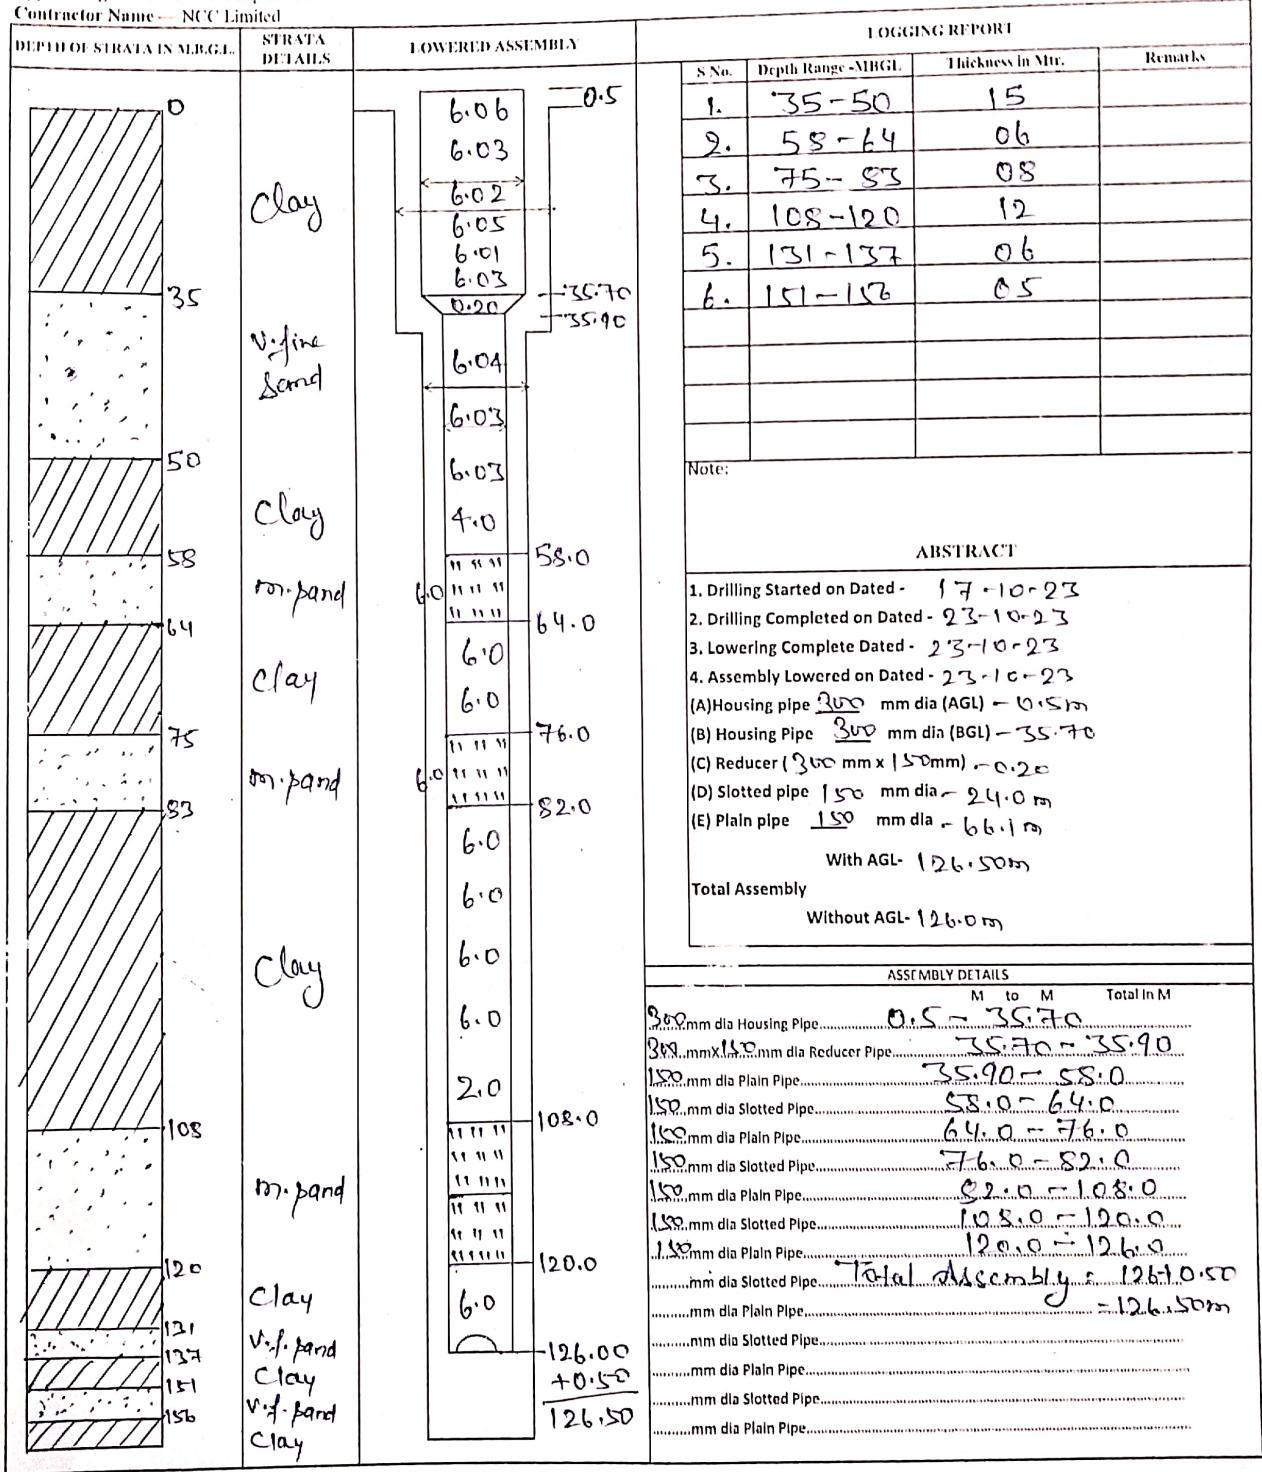 Contractor Name - NCC Limited
DEPTH OF STRATA IN M.B.G.L.
STRATA DETAILS
LOWERED ASSEMBLY
LOGGING REPORT
S No. Depth Range -MBGL Thickness in Mtr. Remarks
1. 35-50 15
2. 58-64 06
3. 75-83 08
4. 108-120 12
5. 131-137 06
6. 151-156 05
Note:
0
35
50
58
64
75
83
108
120
131
137
151
156
Clay
V.fine
Sand
Clay
m.sand
Clay
m.sand
Clay
m.sand
Clay
V.f.sand
Clay
V.f.sand
Clay
0.5
6.06
6.03
6.02
6.05
6.01
6.03
0.20
35.70
35.90
6.04
6.03
6.03
4.0
58.0
6.0
64.0
6.0
6.0
76.0
6.0
82.0
6.0
6.0
6.0
6.0
2.0
108.0
120.0
6.0
126.00
+0.50
126.50
ABSTRACT
1. Drilling Started on Dated - 17-10-23
2. Drilling Completed on Dated - 23-10-23
3. Lowering Complete Dated - 23-10-23
4. Assembly Lowered on Dated - 23-10-23
(A)Housing pipe 300 mm dia (AGL) - 0.5m
(B) Housing Pipe 300 mm dia (BGL) - 35.70
(C) Reducer (300 mm x 150mm) - 0.20
(D) Slotted pipe 150 mm dia - 24.0 m
(E) Plain pipe 150 mm dia - 66.1 m
With AGL- 126.50m
Total Assembly
Without AGL- 126.0 m
ASSEMBLY DETAILS
M to M Total In M
300mm dia Housing Pipe 0.5 - 35.70
300mmX150mm dia Reducer Pipe 35.70 - 35.90
150mm dia Plain Pipe 35.90 - 58.0
150mm dia Slotted Pipe 58.0 - 64.0
150mm dia Plain Pipe 64.0 - 76.0
150mm dia Slotted Pipe 76.0 - 82.0
150mm dia Plain Pipe 82.0 - 108.0
150mm dia Slotted Pipe 108.0 - 120.0
150mm dia Plain Pipe 120.0 - 126.0
mm dia Slotted Pipe Total Assembly = 126+0.50
mm dia Plain Pipe = 126.50m
mm dia Slotted Pipe
mm dia Plain Pipe
mm dia Slotted Pipe
mm dia Plain Pipe